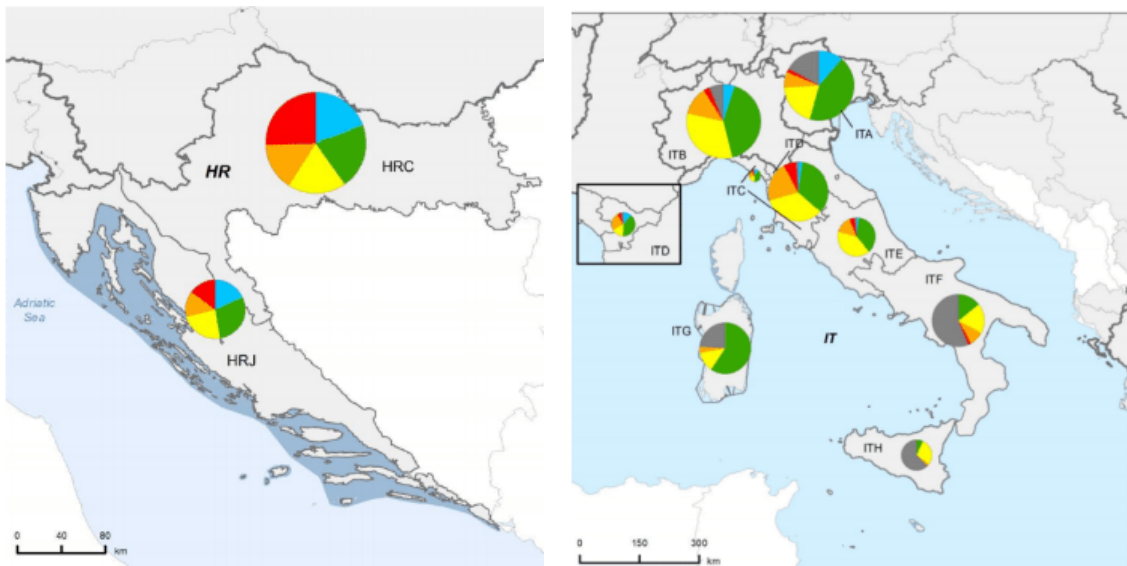 HR
HRC
HRJ
Adriatic
Sea
0 40 80
km
ITA
ITB
ITD
ITC
ITD
ITE
ITF
ITG
IT
ITH
0 150 300
km